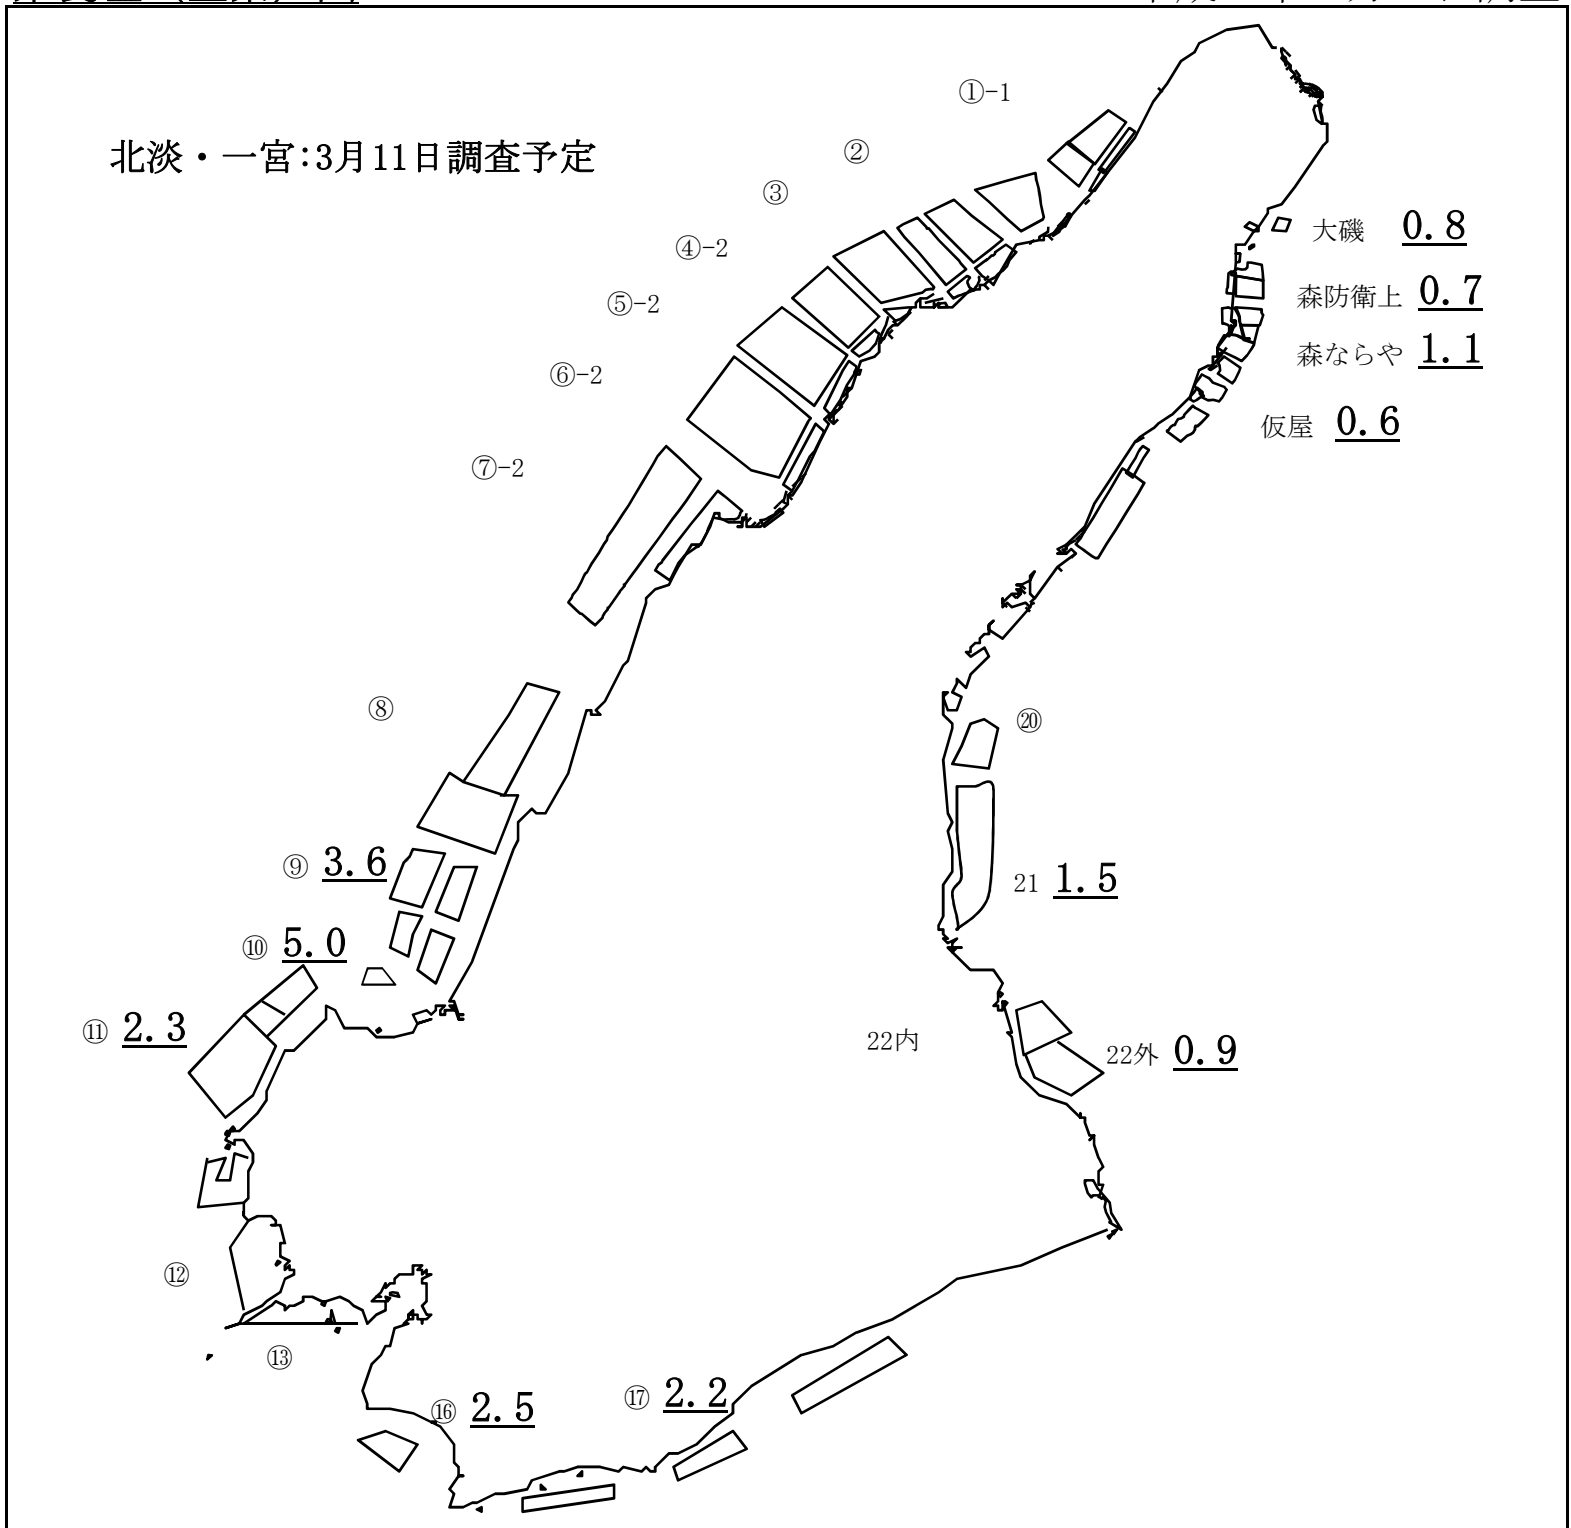 ①-1
北淡・一宮:3月11日調査予定
②
③
④-2
⑤-2
⑥-2
⑦-2
大磯 0.8
森防衛上 0.7
森ならや 1.1
仮屋 0.6
⑧
⑳
⑨ 3.6
21 1.5
⑩ 5.0
⑪ 2.3
22内
22外 0.9
⑫
⑬
⑯ 2.5
⑰ 2.2